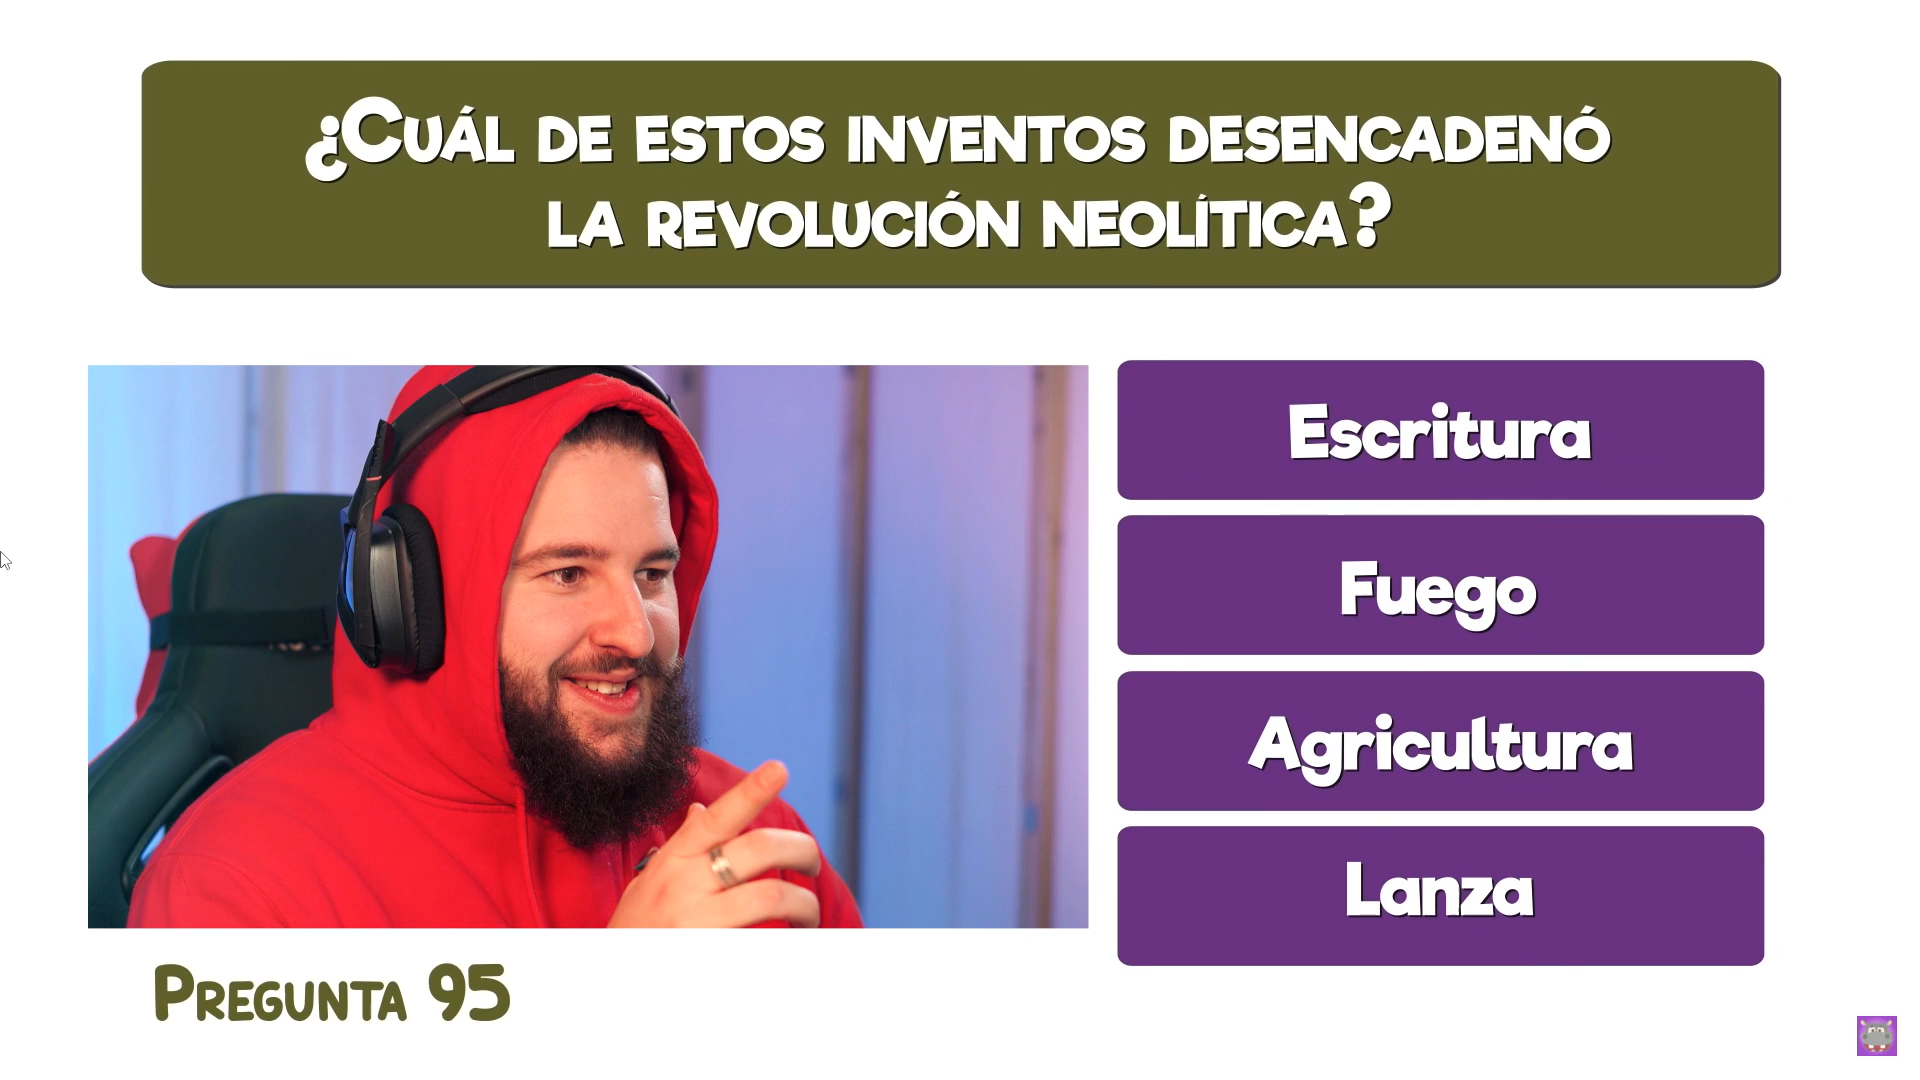 ¿Cuál de estos inventos desencadenó
la revolución neolítica?
Escritura
Fuego
Agricultura
Lanza
Pregunta 95